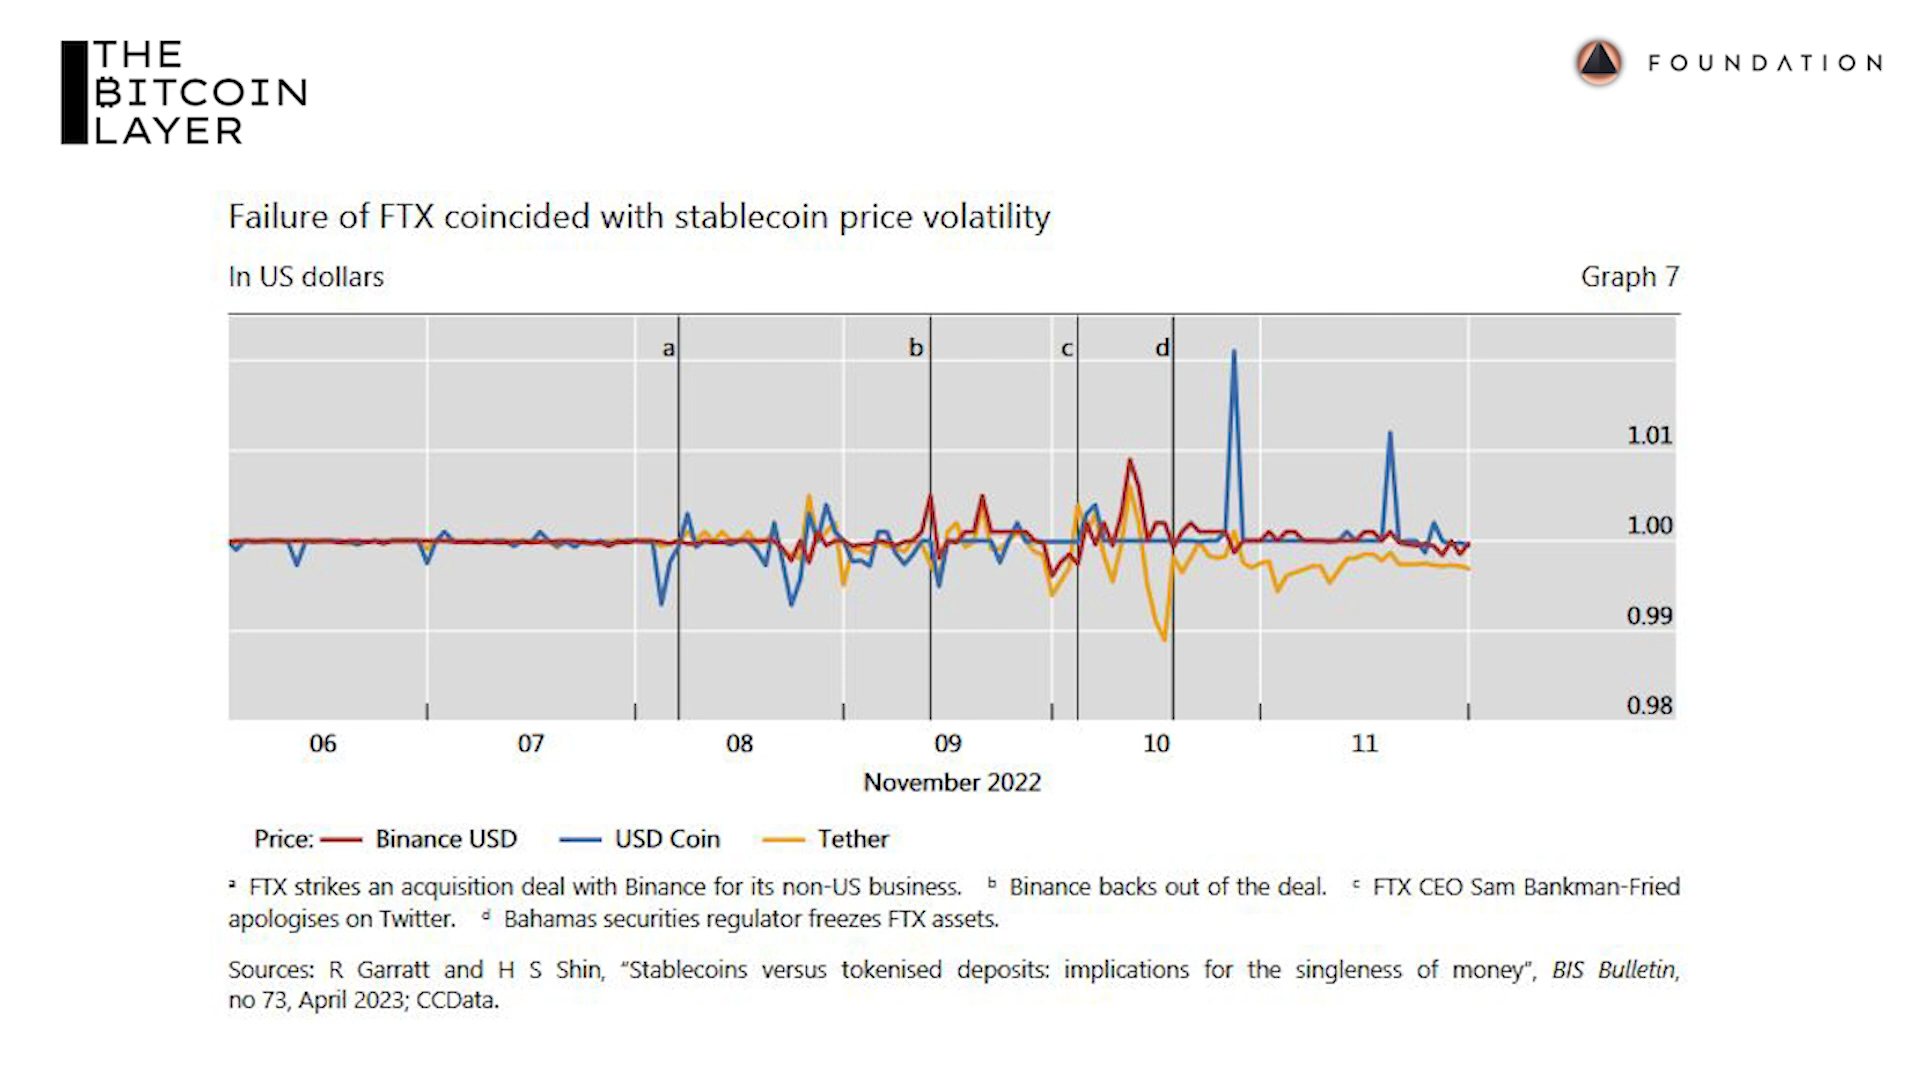 THE
BITCOIN
LAYER
FOUNDATION
Failure of FTX coincided with stablecoin price volatility
In US dollars
Graph 7
a b c d
1.01
1.00
0.99
0.98
06 07 08 09 10 11
November 2022
Price: Binance USD USD Coin Tether
a FTX strikes an acquisition deal with Binance for its non-US business. b Binance backs out of the deal. c FTX CEO Sam Bankman-Fried
apologises on Twitter. d Bahamas securities regulator freezes FTX assets.
Sources: R Garratt and H S Shin, “Stablecoins versus tokenised deposits: implications for the singleness of money”, BIS Bulletin,
no 73, April 2023; CCData.